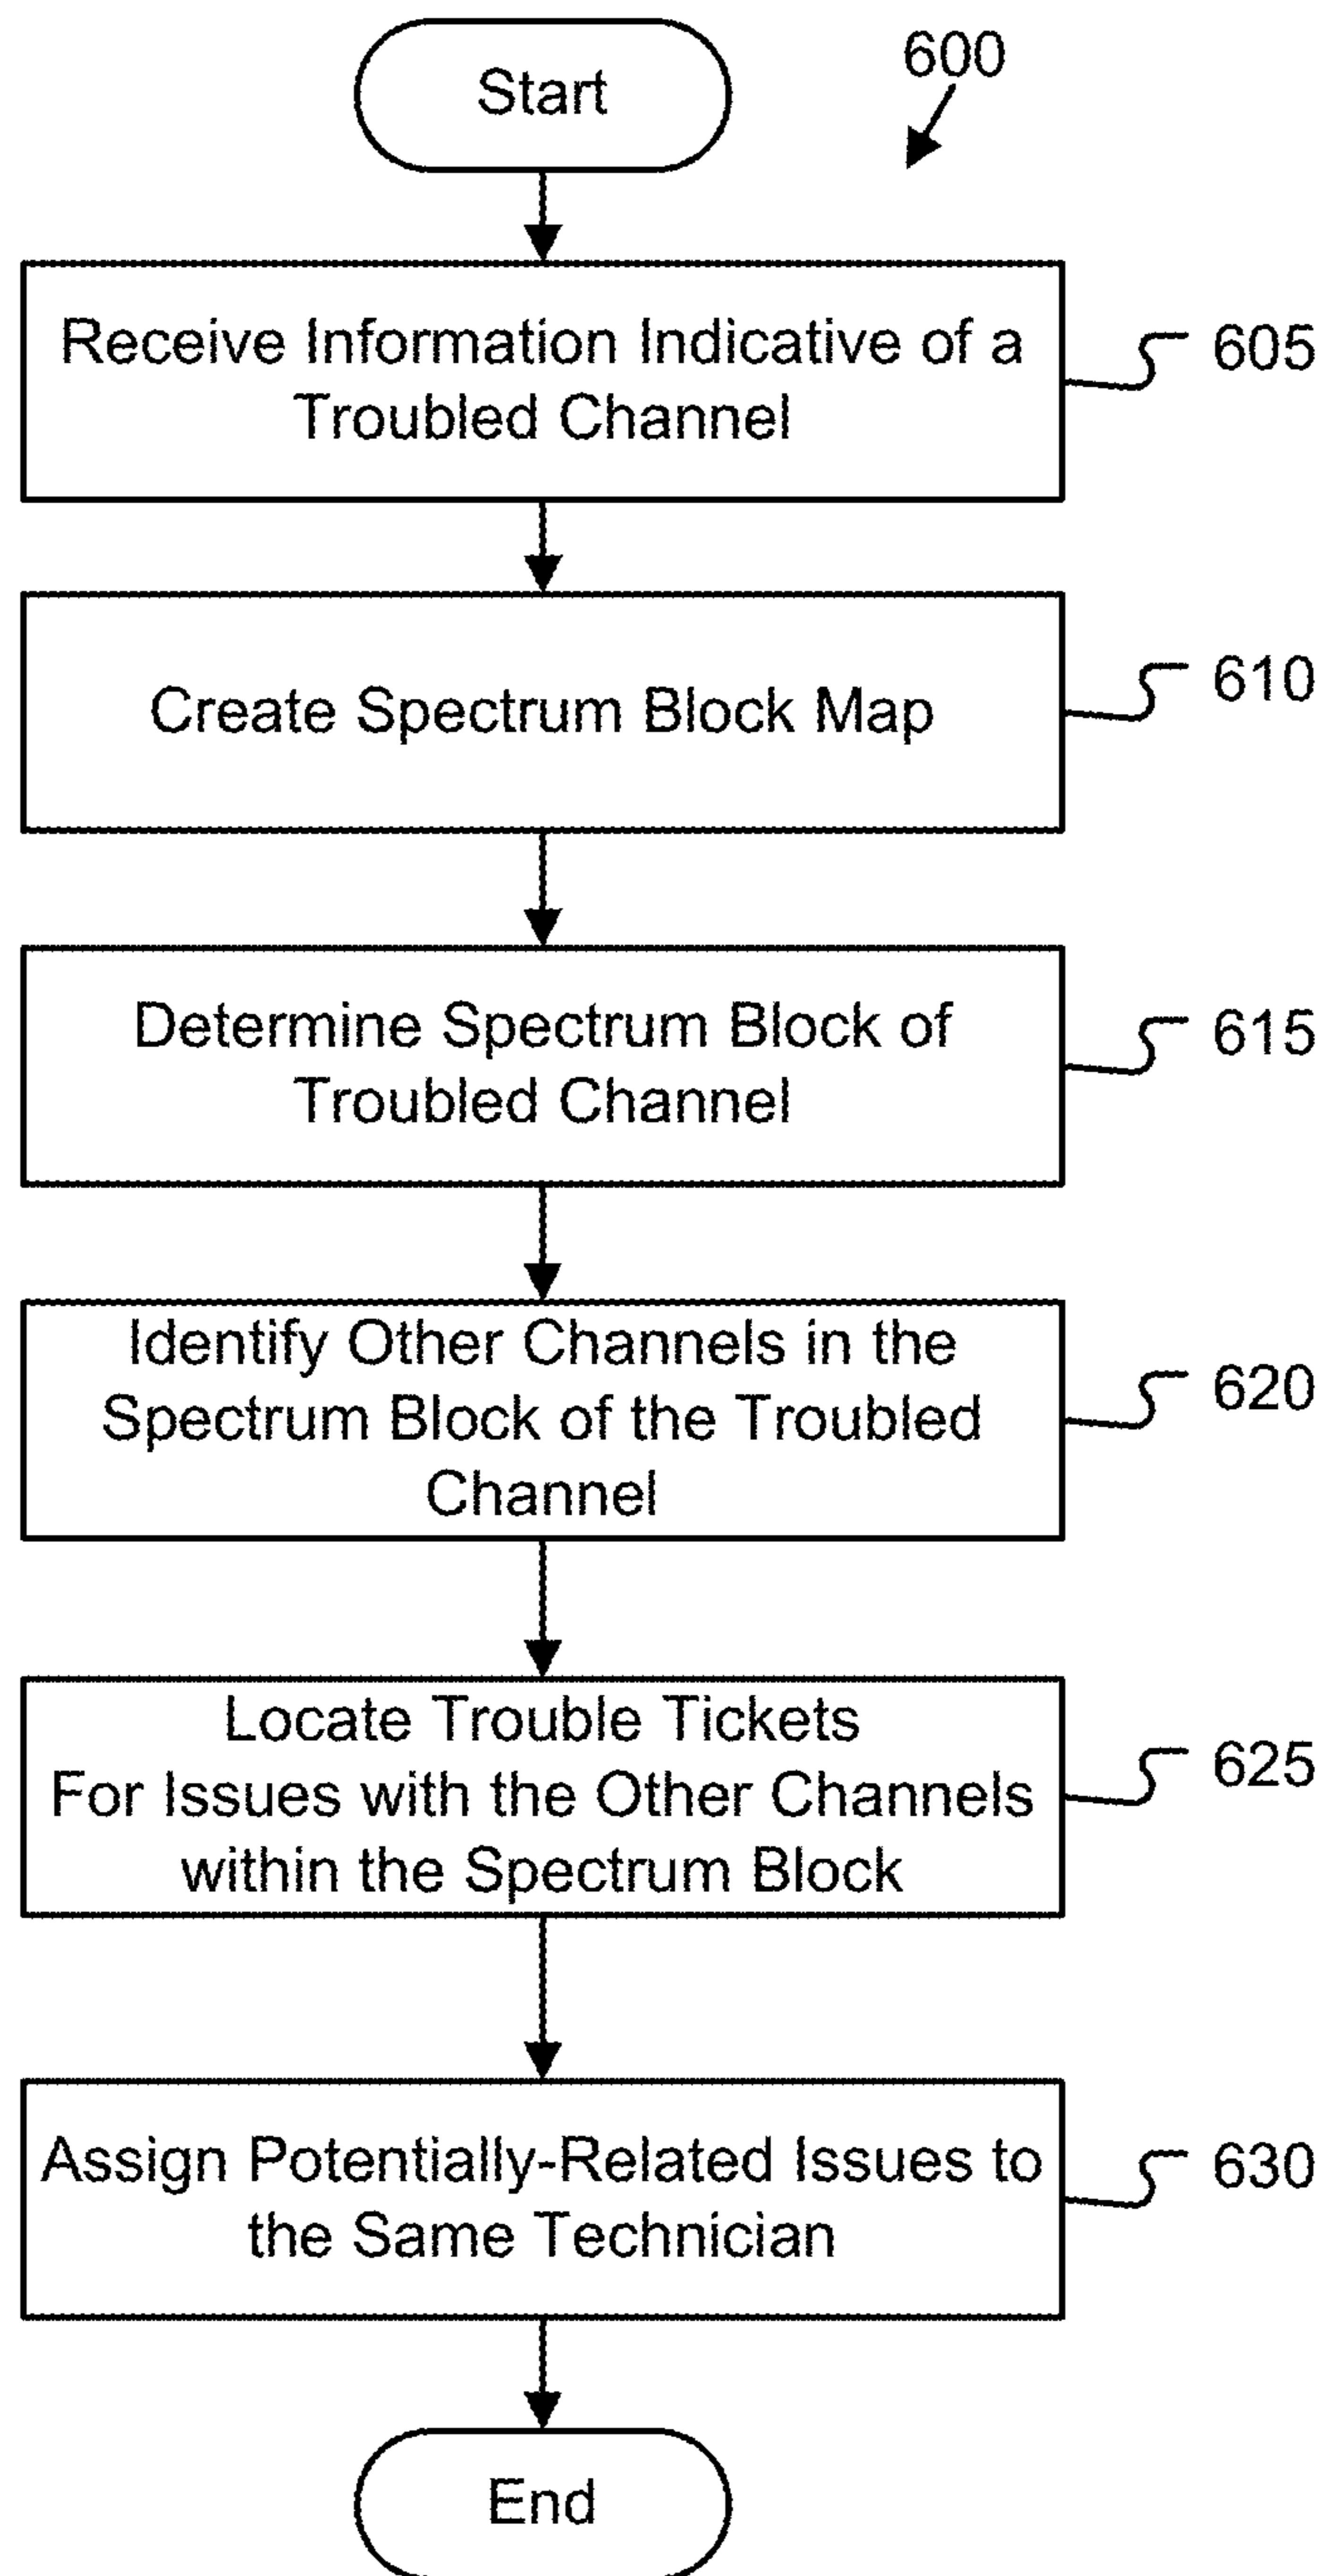 Start
600
Receive Information Indicative of a
Troubled Channel
605
Create Spectrum Block Map
610
Determine Spectrum Block of
Troubled Channel
615
Identify Other Channels in the
Spectrum Block of the Troubled
Channel
620
Locate Trouble Tickets
For Issues with the Other Channels
within the Spectrum Block
625
Assign Potentially-Related Issues to
the Same Technician
630
End